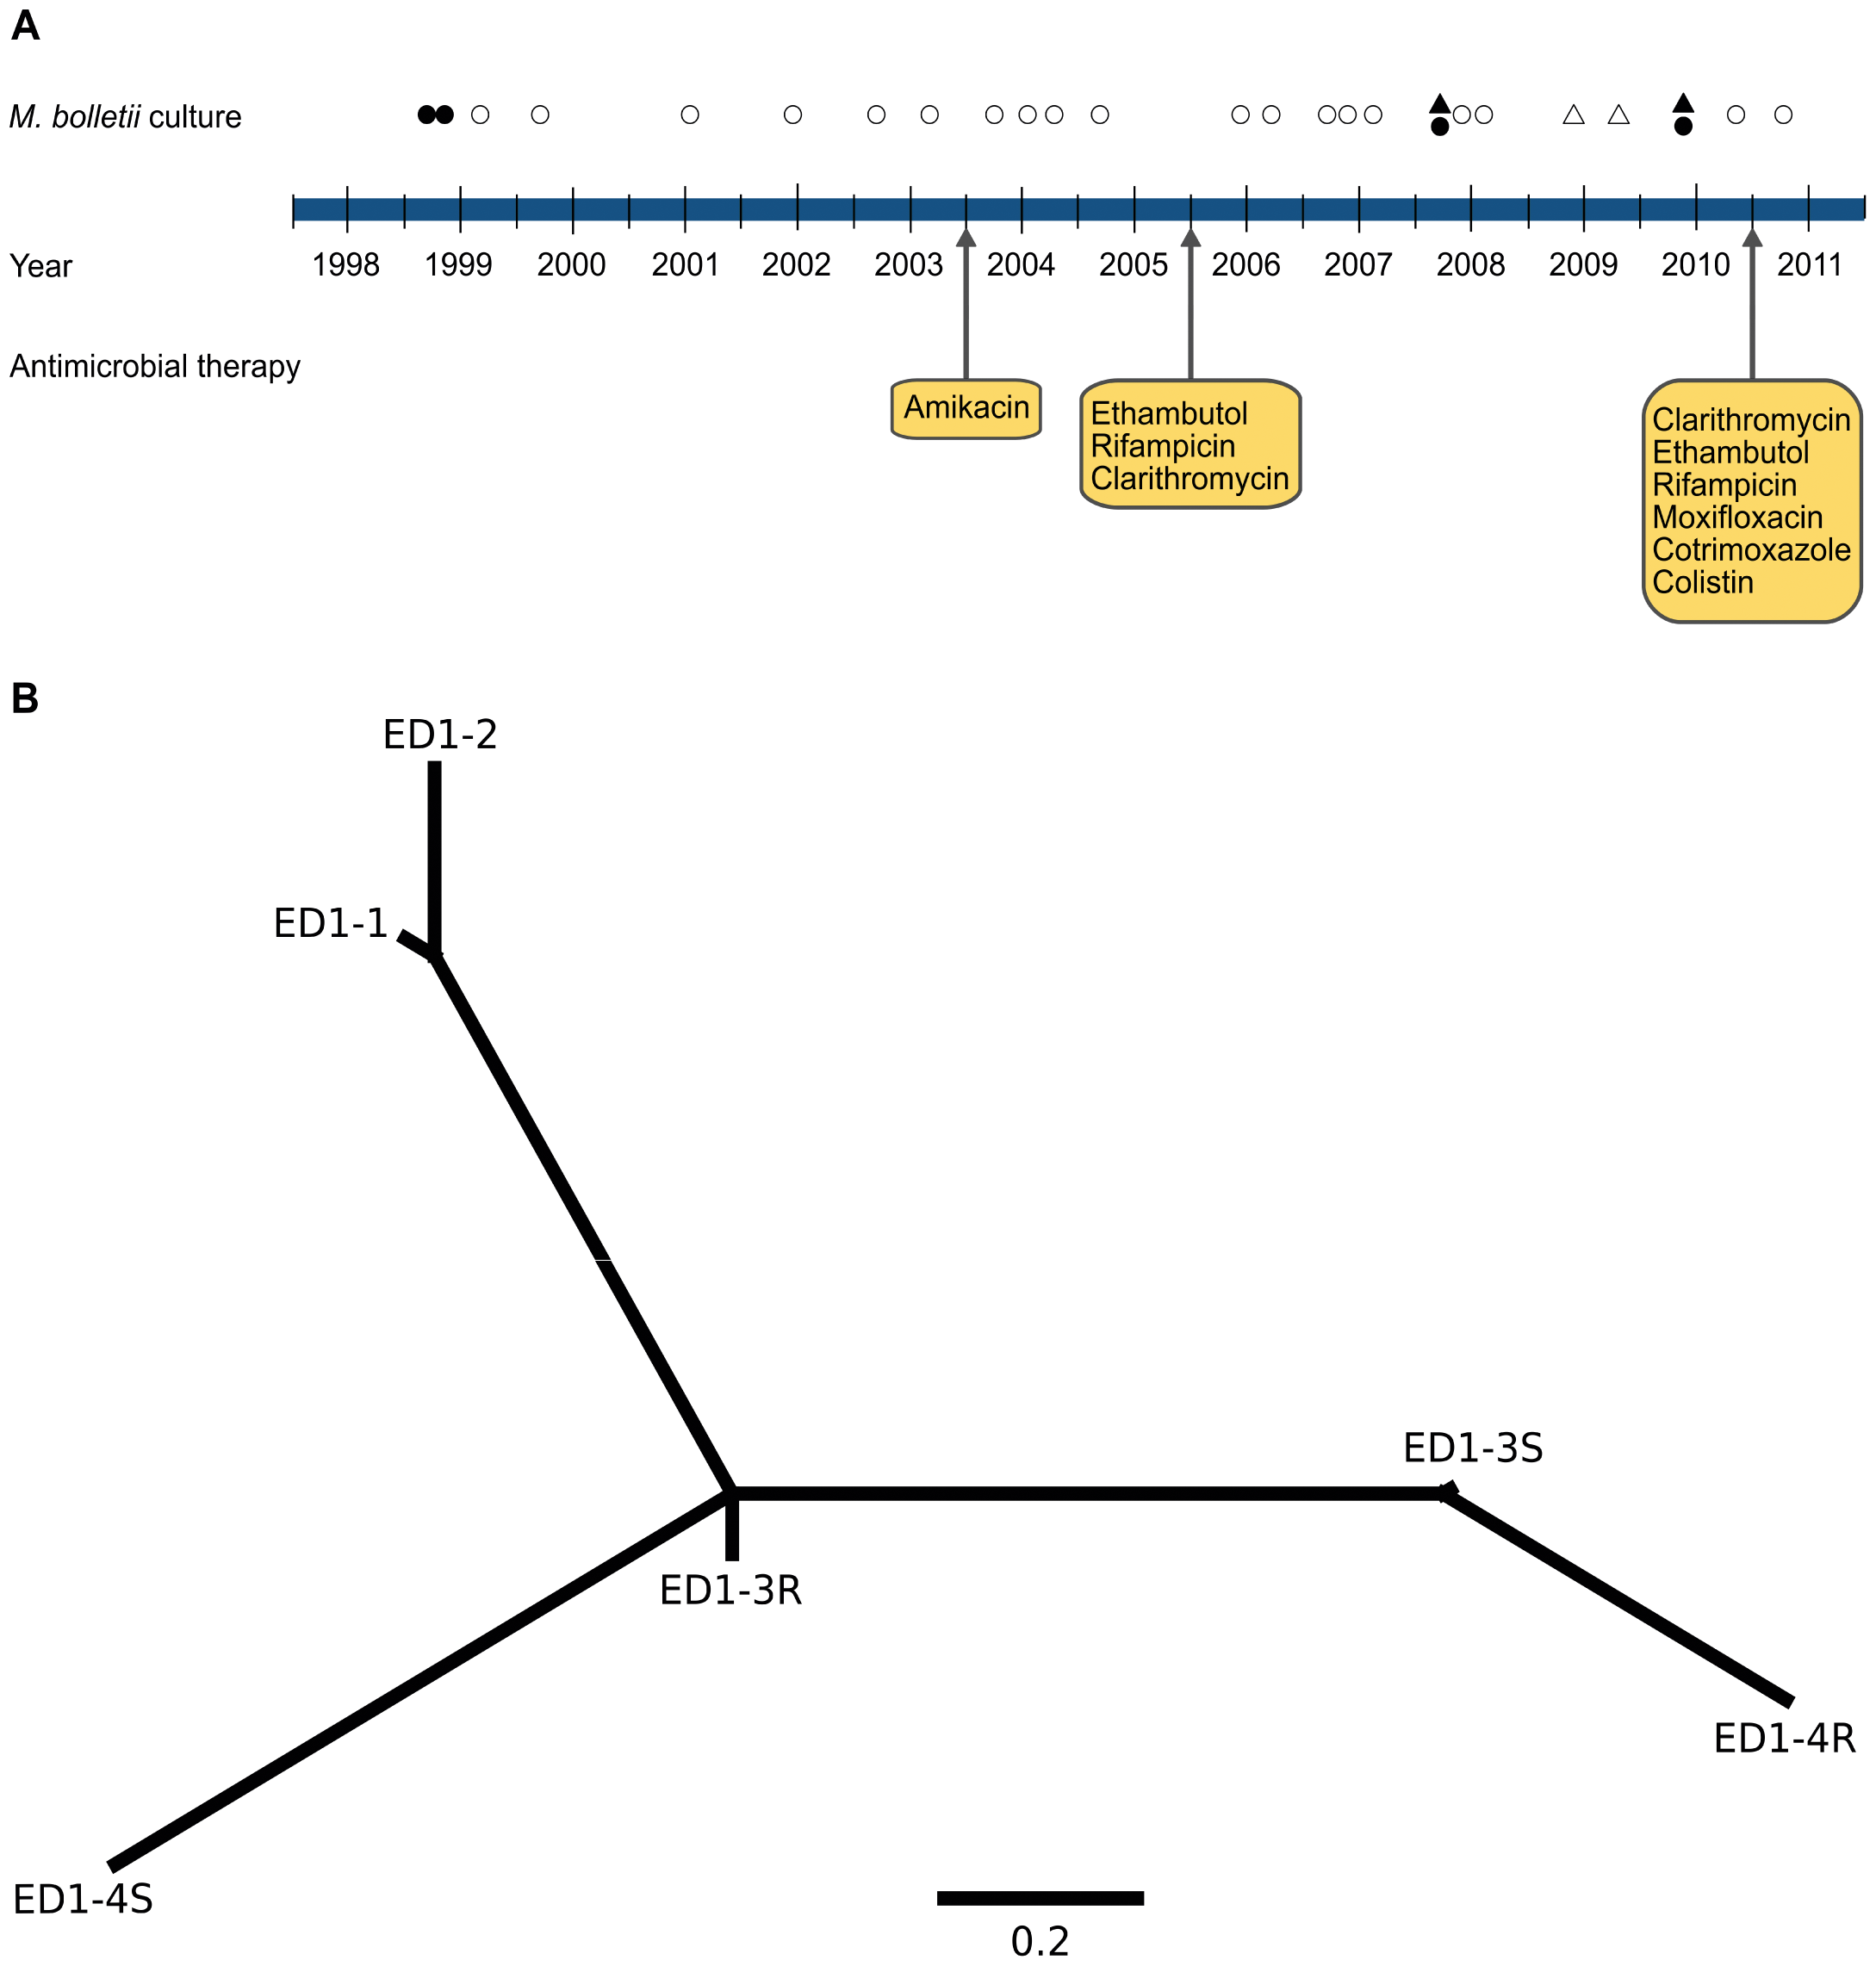 A
M. bolletii culture
Year
1998 1999 2000 2001 2002 2003 2004 2005 2006 2007 2008 2009 2010 2011
Antimicrobial therapy
Amikacin
Ethambutol
Rifampicin
Clarithromycin
Clarithromycin
Ethambutol
Rifampicin
Moxifloxacin
Cotrimoxazole
Colistin
B
ED1-2
ED1-1
ED1-3S
ED1-3R
ED1-4R
ED1-4S
0.2